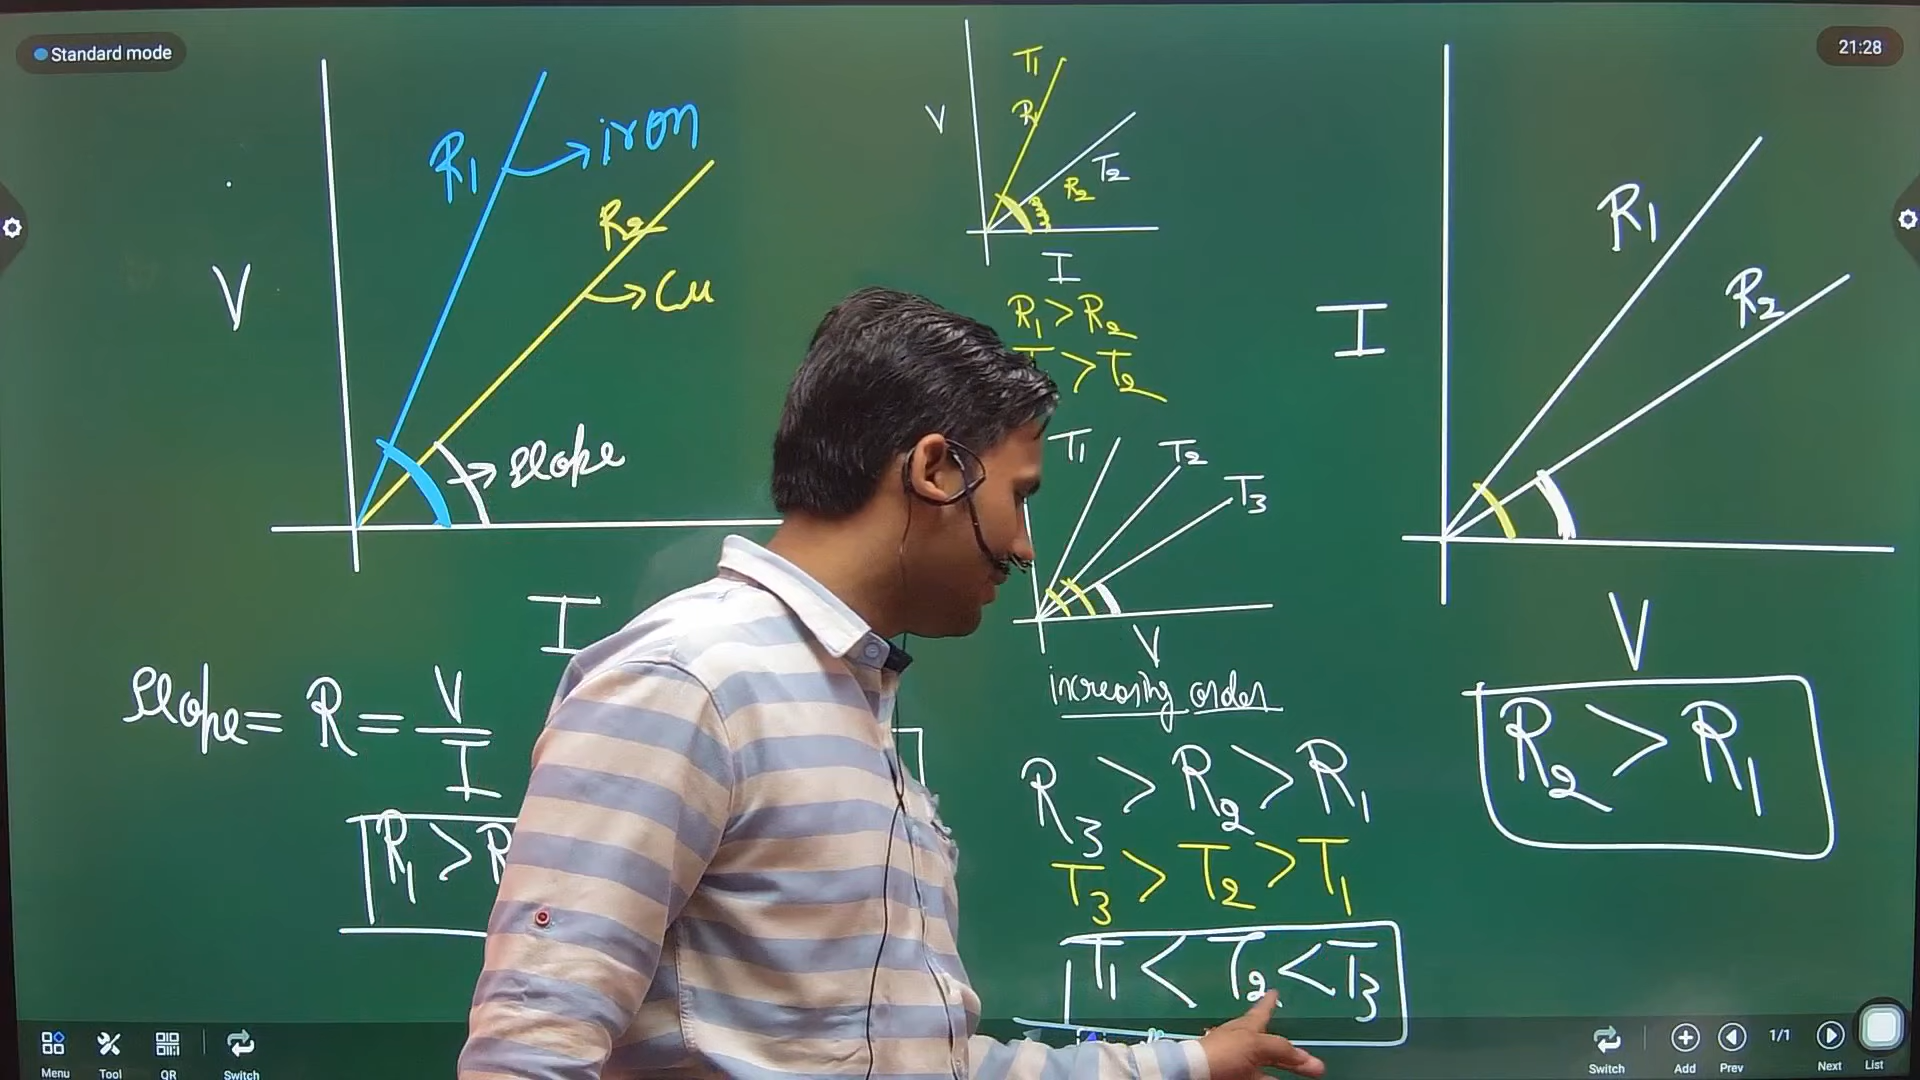 Standard mode
21:28
R1
iron
R2
Cu
V
slope
I
slope = R = V
I
R1 > R
T1
R1
V
T2
R2
I
R1 > R2
> T2
T1
T2
T3
V
increasing order
R3 > R2 > R1
T3 > T2 > T1
T1 < T2 < T3
R1
R2
I
V
R2 > R1
Menu
Tool
QR
Switch
Switch
Add
Prev
1/1
Next
List